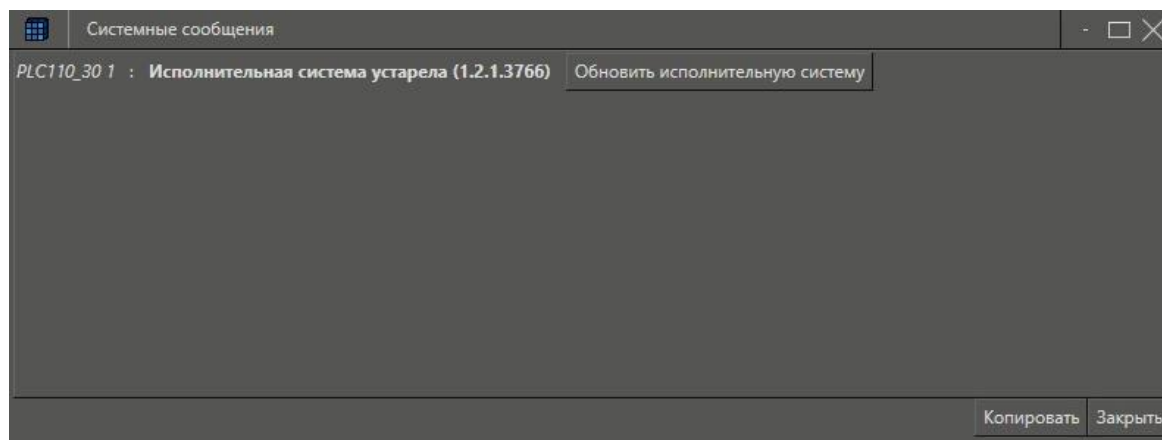 Системные сообщения
PLC110_30 1 : Исполнительная система устарела (1.2.1.3766) Обновить исполнительную систему
Копировать Закрыть